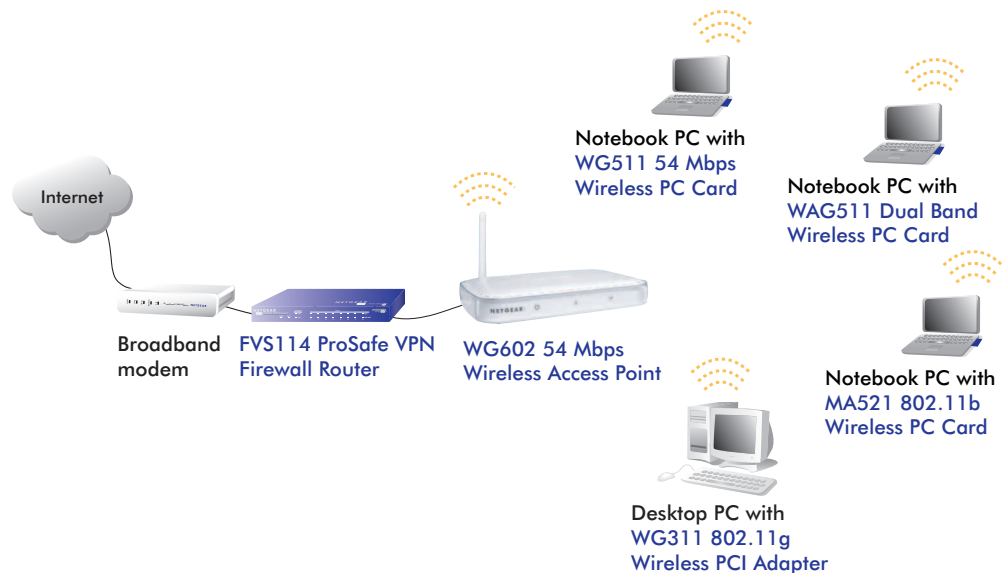 Internet
Broadband
modem
FVS114 ProSafe VPN
Firewall Router
NETGEAR
WG602 54 Mbps
Wireless Access Point
Notebook PC with
WG511 54 Mbps
Wireless PC Card
Notebook PC with
WAG511 Dual Band
Wireless PC Card
Notebook PC with
MA521 802.11b
Wireless PC Card
Desktop PC with
WG311 802.11g
Wireless PCI Adapter